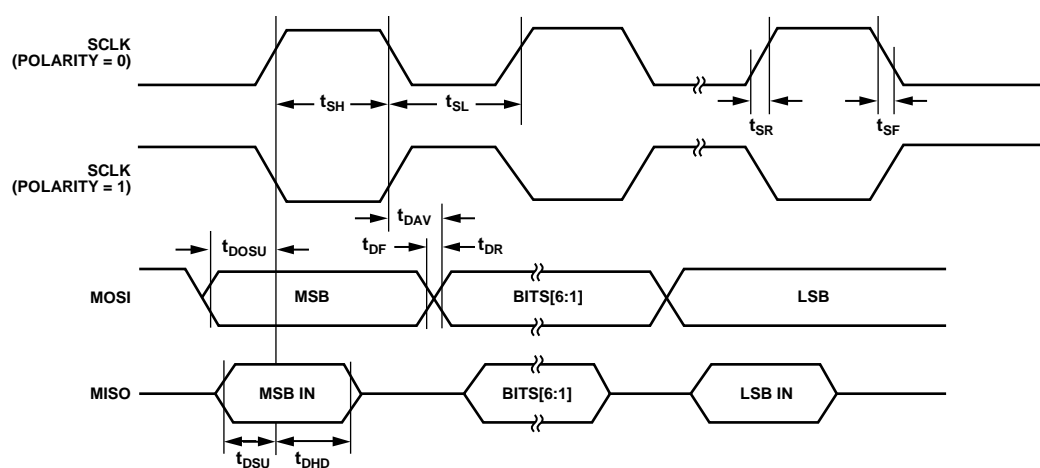 SCLK
(POLARITY = 0)
tSH
tSL
tSR
tSF
SCLK
(POLARITY = 1)
tDAV
tDOSU
tDF
tDR
MOSI
MSB
BITS[6:1]
LSB
MISO
MSB IN
BITS[6:1]
LSB IN
tDSU
tDHD